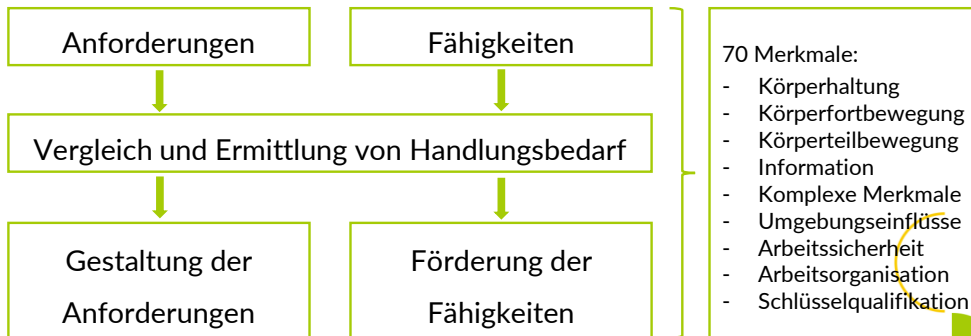 Anforderungen
Fähigkeiten
Vergleich und Ermittlung von Handlungsbedarf
Gestaltung der
Anforderungen
Förderung der
Fähigkeiten
70 Merkmale:
- Körperhaltung
- Körperfortbewegung
- Körperteilbewegung
- Information
- Komplexe Merkmale
- Umgebungseinflüsse
- Arbeitssicherheit
- Arbeitsorganisation
- Schlüsselqualifikation